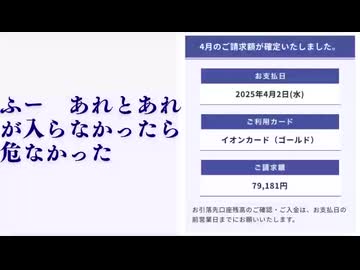 ふー　あれとあれ
が入らなかったら
危なかった
4月のご請求額が確定いたしました。
お支払日
2025年4月2日(水)
ご利用カード
イオンカード（ゴールド）
ご請求額
79,181円
お引落先口座残高のご確認・ご入金は、お支払日の
前営業日までにお願いいたします。